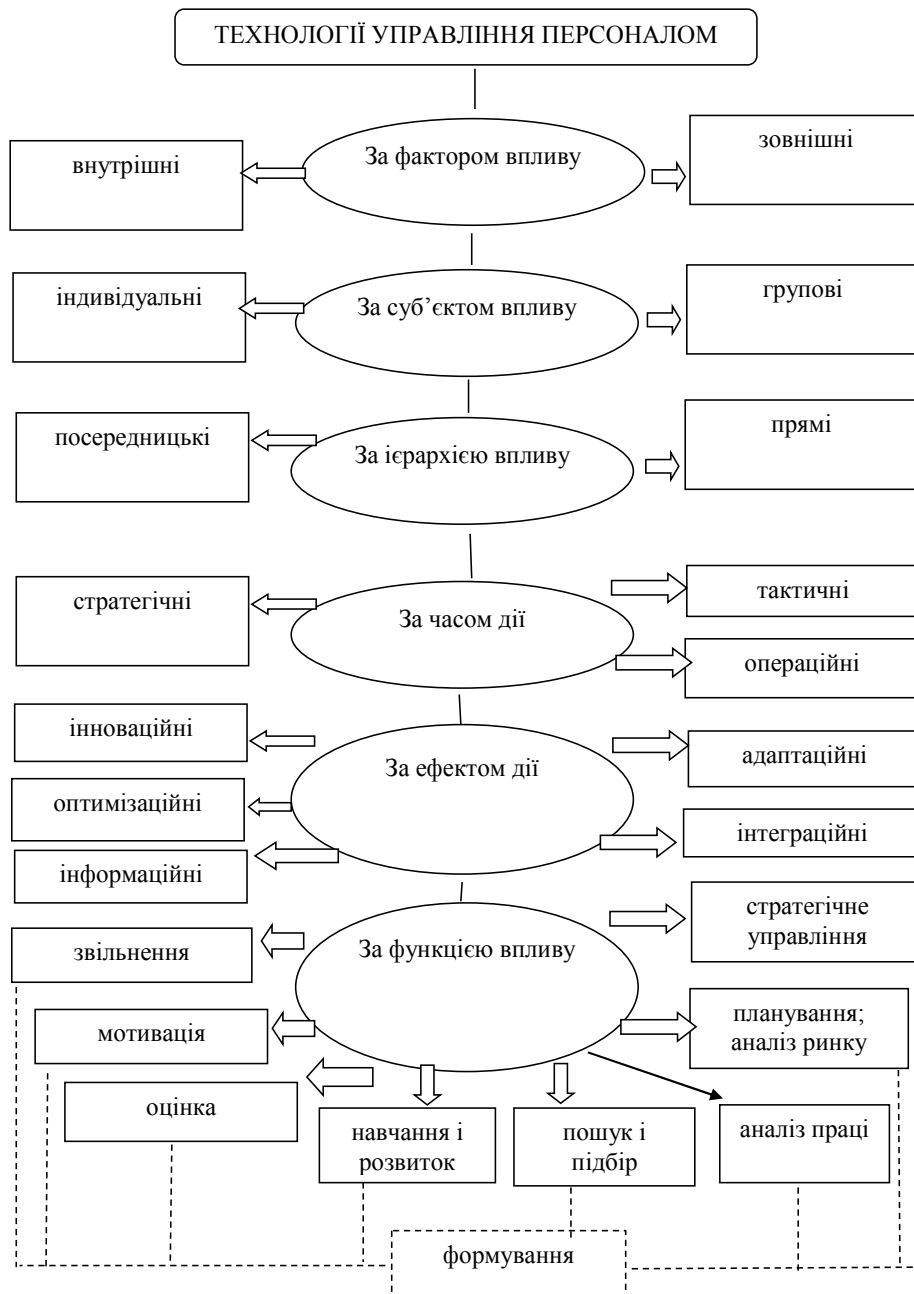 ТЕХНОЛОГІЇ УПРАВЛІННЯ ПЕРСОНАЛОМ
За фактором впливу
внутрішні
зовнішні
За суб’єктом впливу
індивідуальні
групові
За ієрархією впливу
посередницькі
прямі
За часом дії
стратегічні
тактичні
операційні
За ефектом дії
інноваційні
адаптаційні
оптимізаційні
інтеграційні
інформаційні
За функцією впливу
стратегічне
управління
звільнення
мотивація
планування;
аналіз ринку
оцінка
навчання і
розвиток
пошук і
підбір
аналіз праці
формування